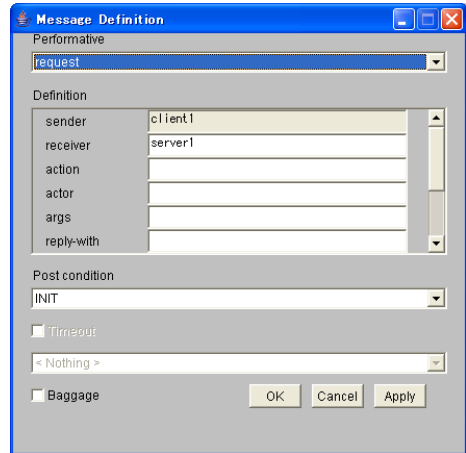 Message Definition
Performative
request
Definition
sender client1
receiver server1
action
actor
args
reply-with
Post condition
INIT
Timeout
< Nothing >
Baggage OK Cancel Apply